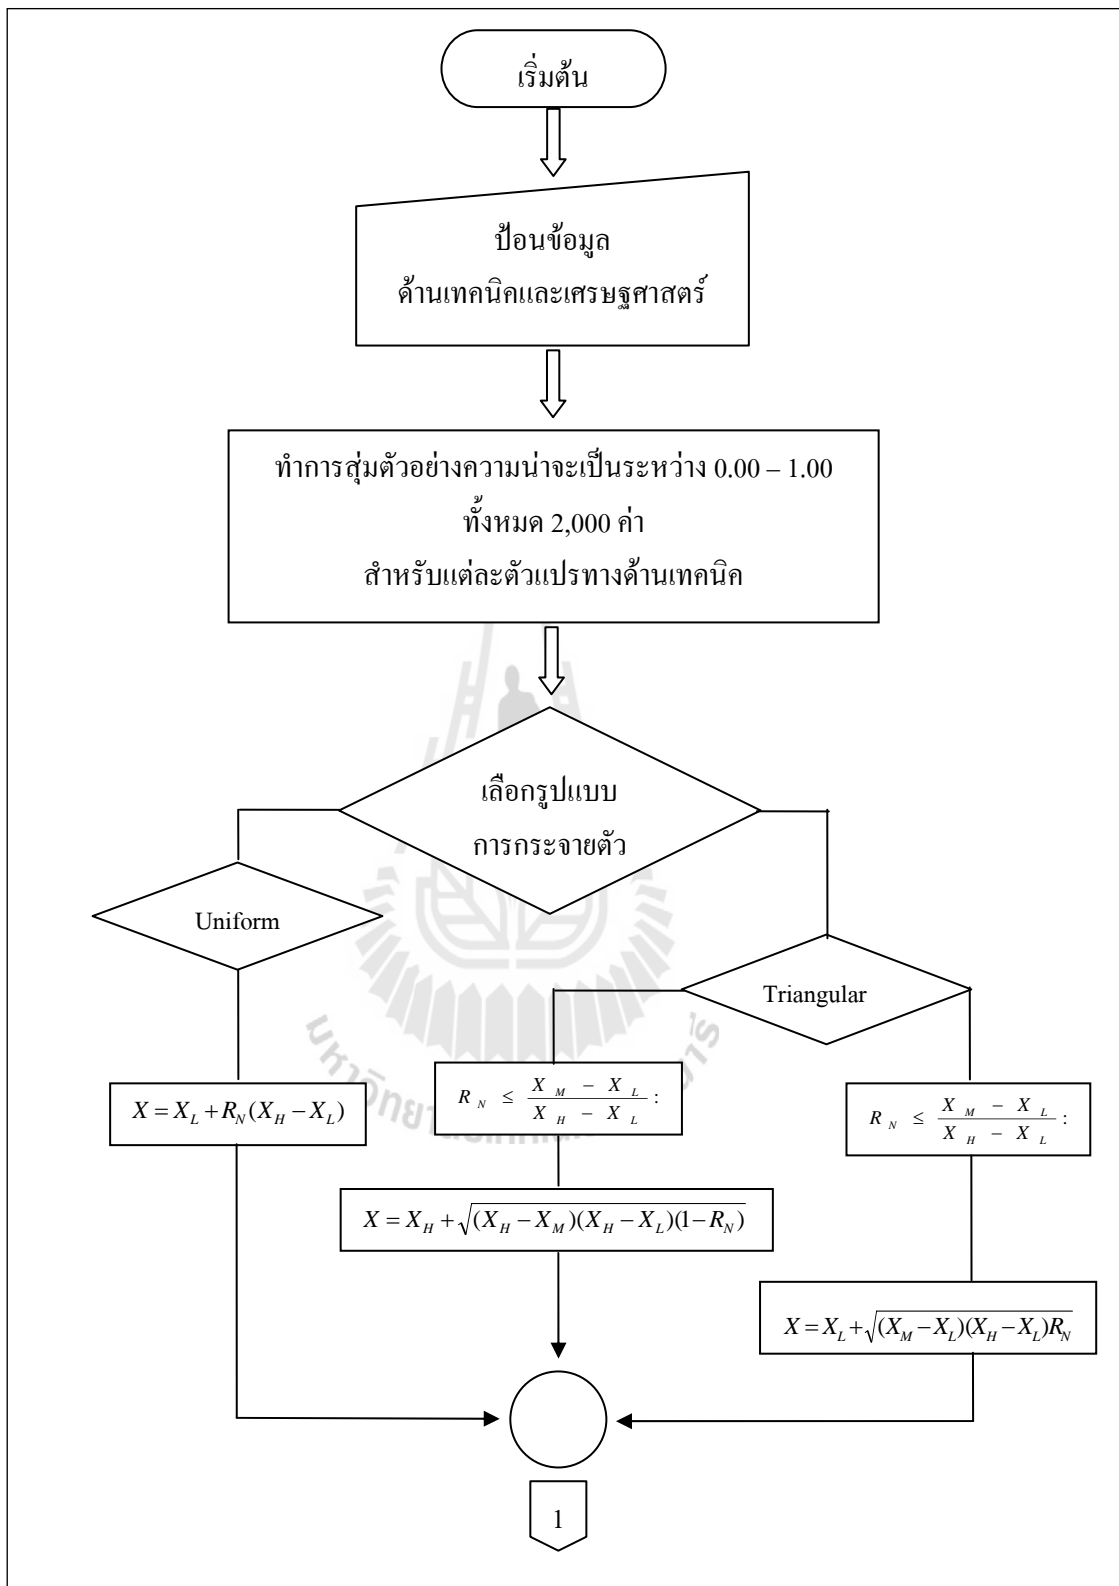 เริ่มต้น
ป้อนข้อมูล
ด้านเทคนิคและเศรษฐศาสตร์
ทำการสุ่มตัวอย่างความน่าจะเป็นระหว่าง 0.00 – 1.00
ทั้งหมด 2,000 ค่า
สำหรับแต่ละตัวแปรทางด้านเทคนิค
เลือกรูปแบบ
การกระจายตัว
Uniform
Triangular
X = X_L + R_N(X_H − X_L)
R_N ≤ (X_M − X_L)/(X_H − X_L) :
R_N ≤ (X_M − X_L)/(X_H − X_L) :
X = X_H + √((X_H − X_M)(X_H − X_L)(1 − R_N))
X = X_L + √((X_M − X_L)(X_H − X_L)R_N)
1